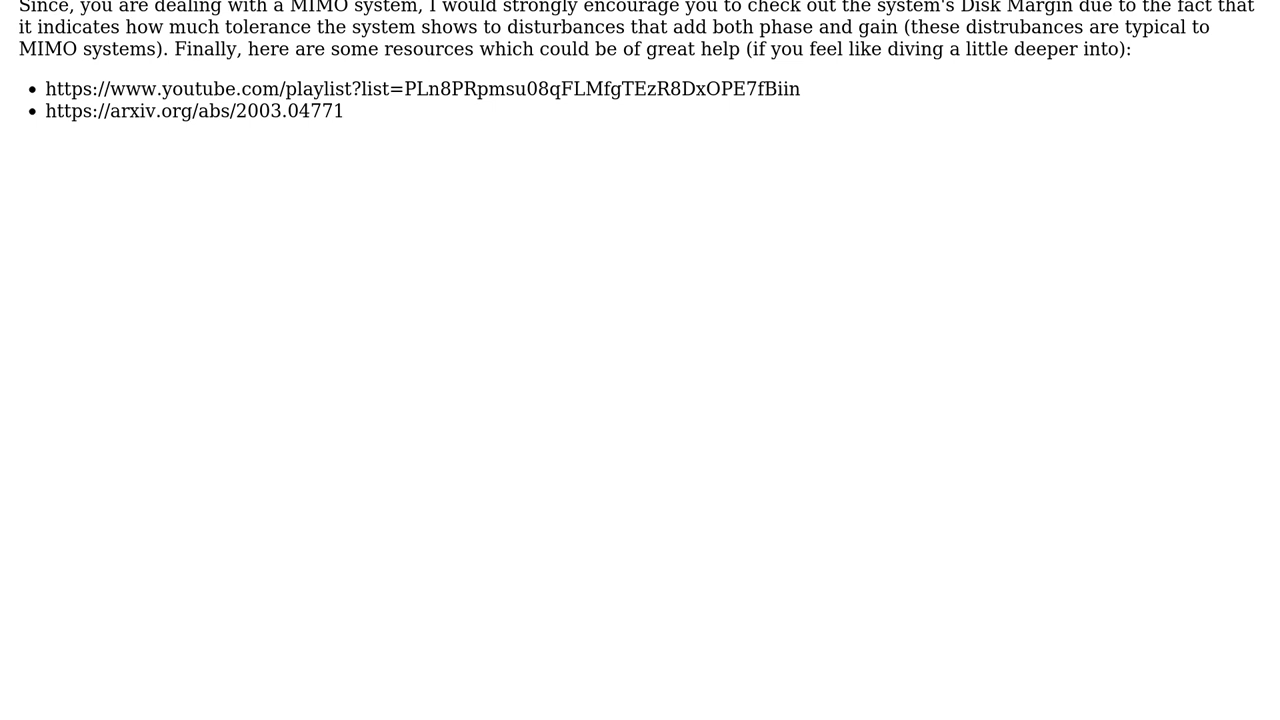 Since, you are dealing with a MIMO system, I would strongly encourage you to check out the system's Disk Margin due to the fact that
it indicates how much tolerance the system shows to disturbances that add both phase and gain (these distrubances are typical to
MIMO systems). Finally, here are some resources which could be of great help (if you feel like diving a little deeper into):
• https://www.youtube.com/playlist?list=PLn8PRpmsu08qFLMfgTEzR8DxOPE7fBiin
• https://arxiv.org/abs/2003.04771